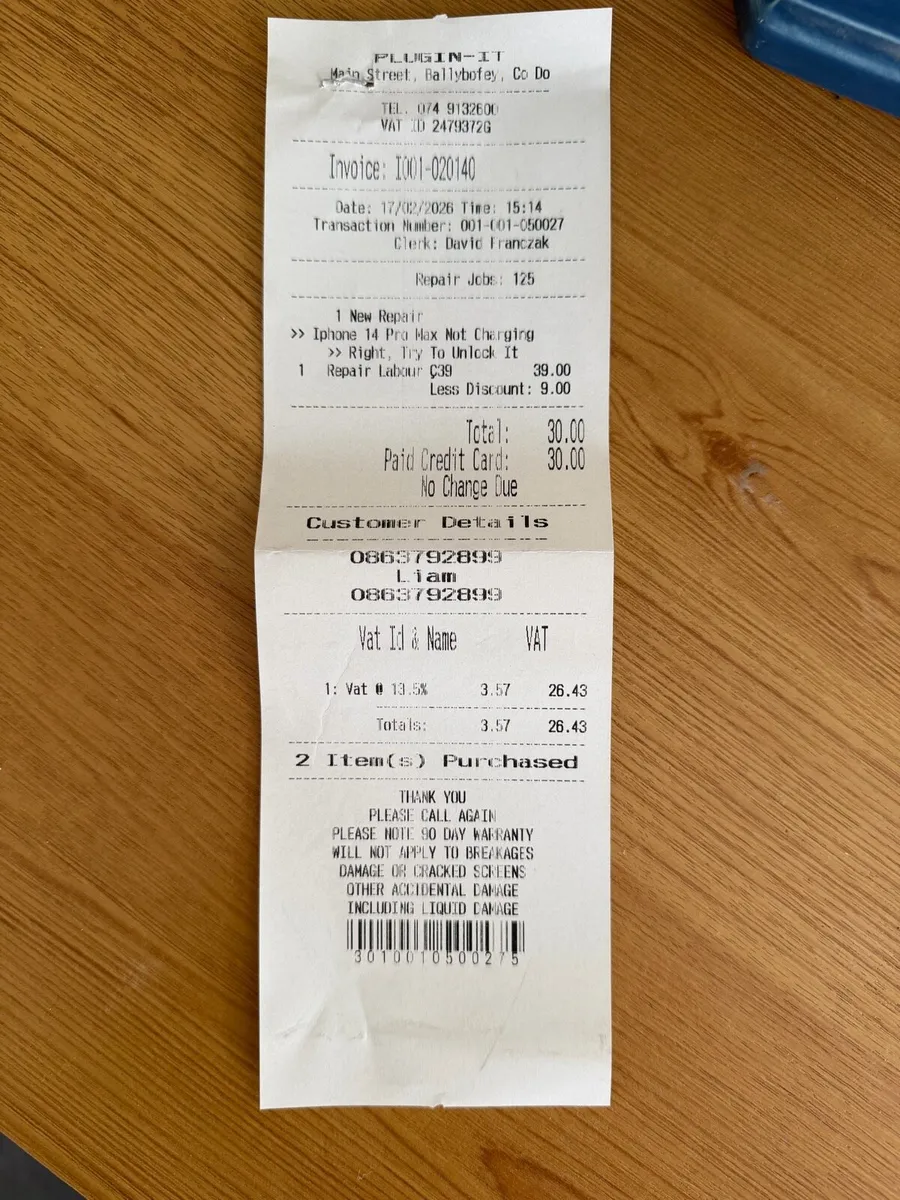 PLUGIN-IT
Main Street, Ballybofey, Co Do
TEL. 074 9132600
VAT ID 2479372G
Invoice: I001-020140
Date: 17/02/2026 Time: 15:14
Transaction Number: 001-001-050027
Clerk: David Franczak
Repair Jobs: 125
1 New Repair
>> Iphone 14 Pro Max Not Charging
>> Right, Try To Unlock It
1 Repair Labour Ç39 39.00
Less Discount: 9.00
Total: 30.00
Paid Credit Card: 30.00
No Change Due
Customer Details
0863792899
Liam
0863792899
Vat Id & Name VAT
1: Vat @ 13.5% 3.57 26.43
Totals: 3.57 26.43
2 Item(s) Purchased
THANK YOU
PLEASE CALL AGAIN
PLEASE NOTE 90 DAY WARRANTY
WILL NOT APPLY TO BREAKAGES
DAMAGE OR CRACKED SCREENS
OTHER ACCIDENTAL DAMAGE
INCLUDING LIQUID DAMAGE
3010010500275